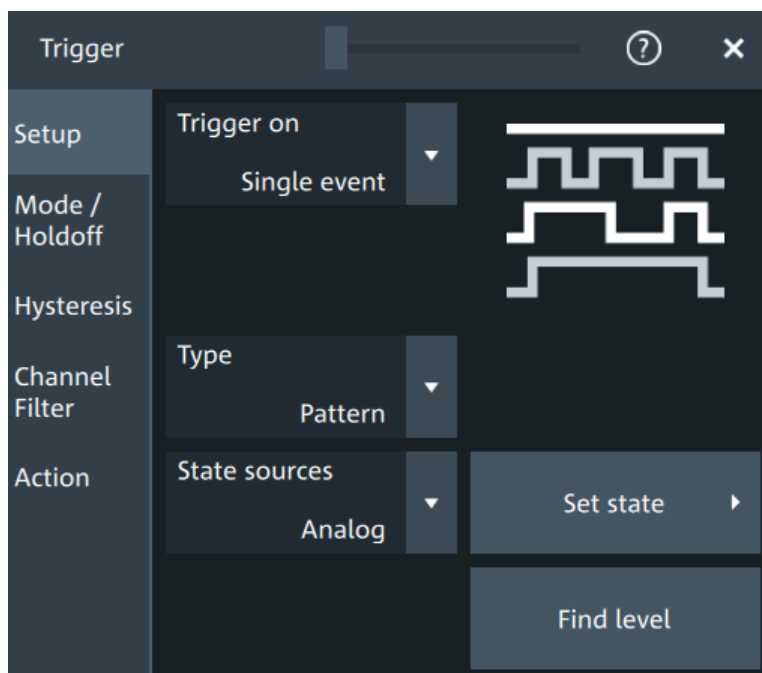 Trigger
?
×
Setup
Mode /
Holdoff
Hysteresis
Channel
Filter
Action
Trigger on
Single event
Type
Pattern
State sources
Analog
Set state
Find level